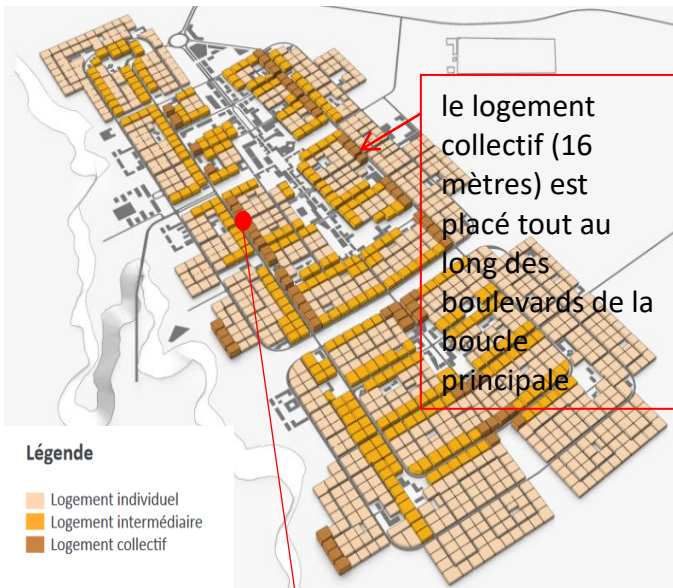 le logement
collectif (16
mètres) est
placé tout au
long des
boulevards de la
boucle
principale
Légende
Logement individuel
Logement intermédiaire
Logement collectif